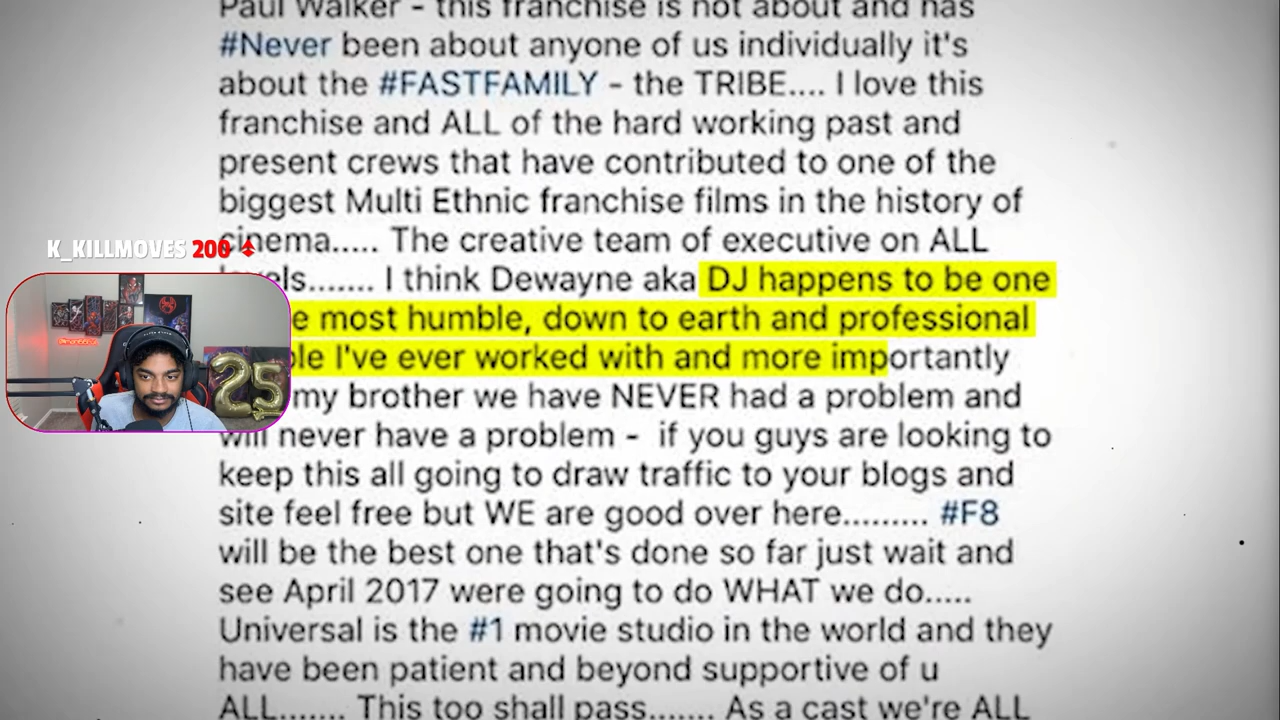 Paul Walker - this franchise is not about and has
#Never been about anyone of us individually it's
about the #FASTFAMILY - the TRIBE.... I love this
franchise and ALL of the hard working past and
present crews that have contributed to one of the
biggest Multi Ethnic franchise films in the history of
cinema..... The creative team of executive on ALL
K_KILLMOVES 200
ls....... I think Dewayne aka DJ happens to be one
e most humble, down to earth and professional
le I've ever worked with and more importantly
my brother we have NEVER had a problem and
will never have a problem - if you guys are looking to
keep this all going to draw traffic to your blogs and
site feel free but WE are good over here......... #F8
will be the best one that's done so far just wait and
see April 2017 were going to do WHAT we do.....
Universal is the #1 movie studio in the world and they
have been patient and beyond supportive of u
ALL....... This too shall pass....... As a cast we're ALL
25